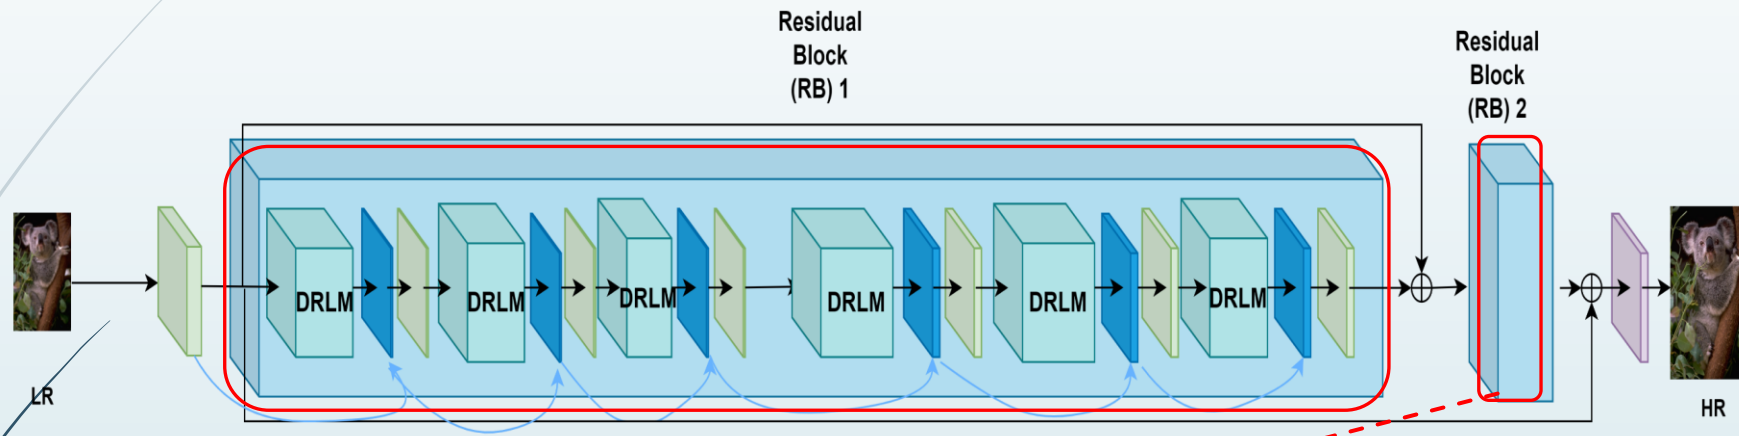 Residual
Block
(RB) 1
Residual
Block
(RB) 2
DRLM
DRLM
DRLM
DRLM
DRLM
DRLM
LR
HR